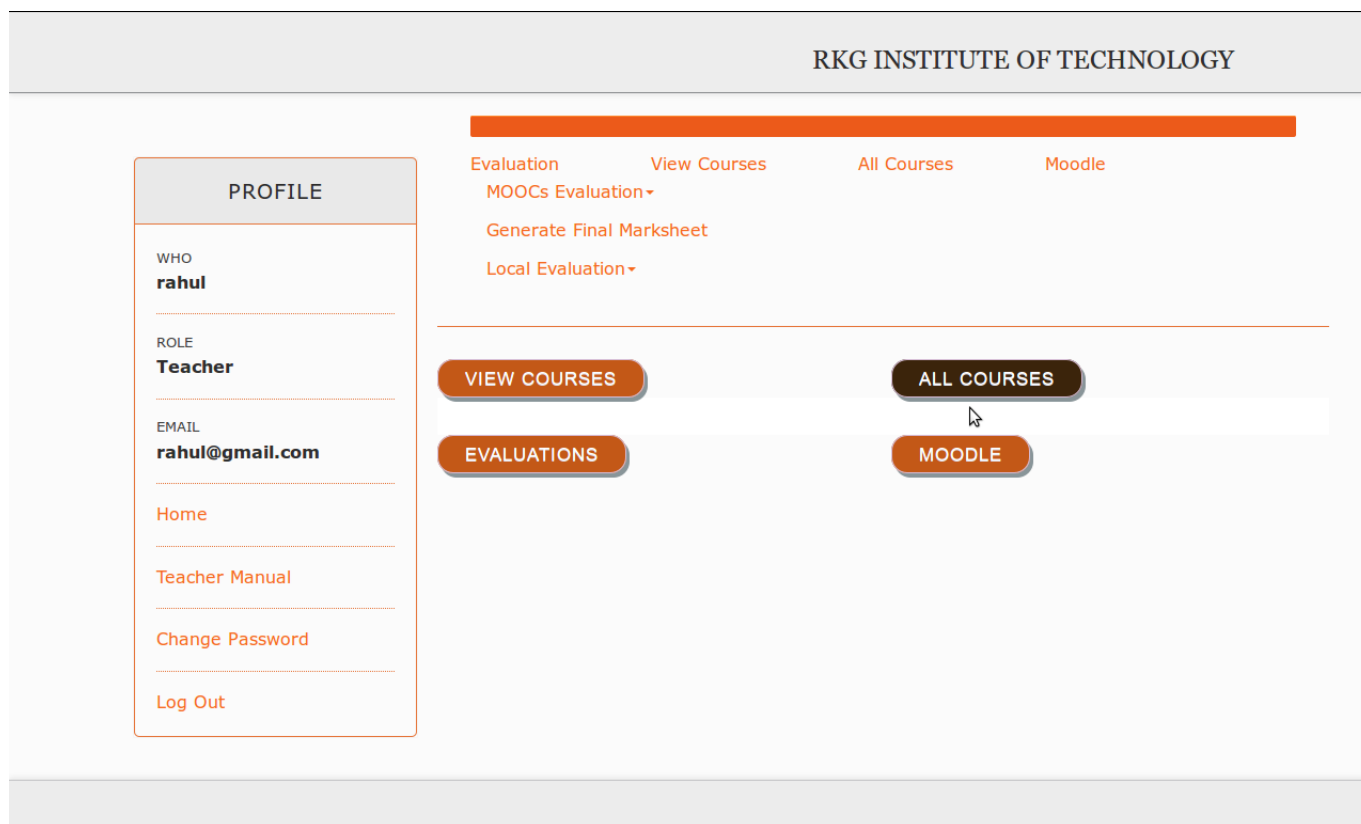 RKG INSTITUTE OF TECHNOLOGY
PROFILE
WHO
rahul
ROLE
Teacher
EMAIL
rahul@gmail.com
Home
Teacher Manual
Change Password
Log Out
Evaluation View Courses All Courses Moodle
MOOCs Evaluation
Generate Final Marksheet
Local Evaluation
VIEW COURSES ALL COURSES
EVALUATIONS MOODLE